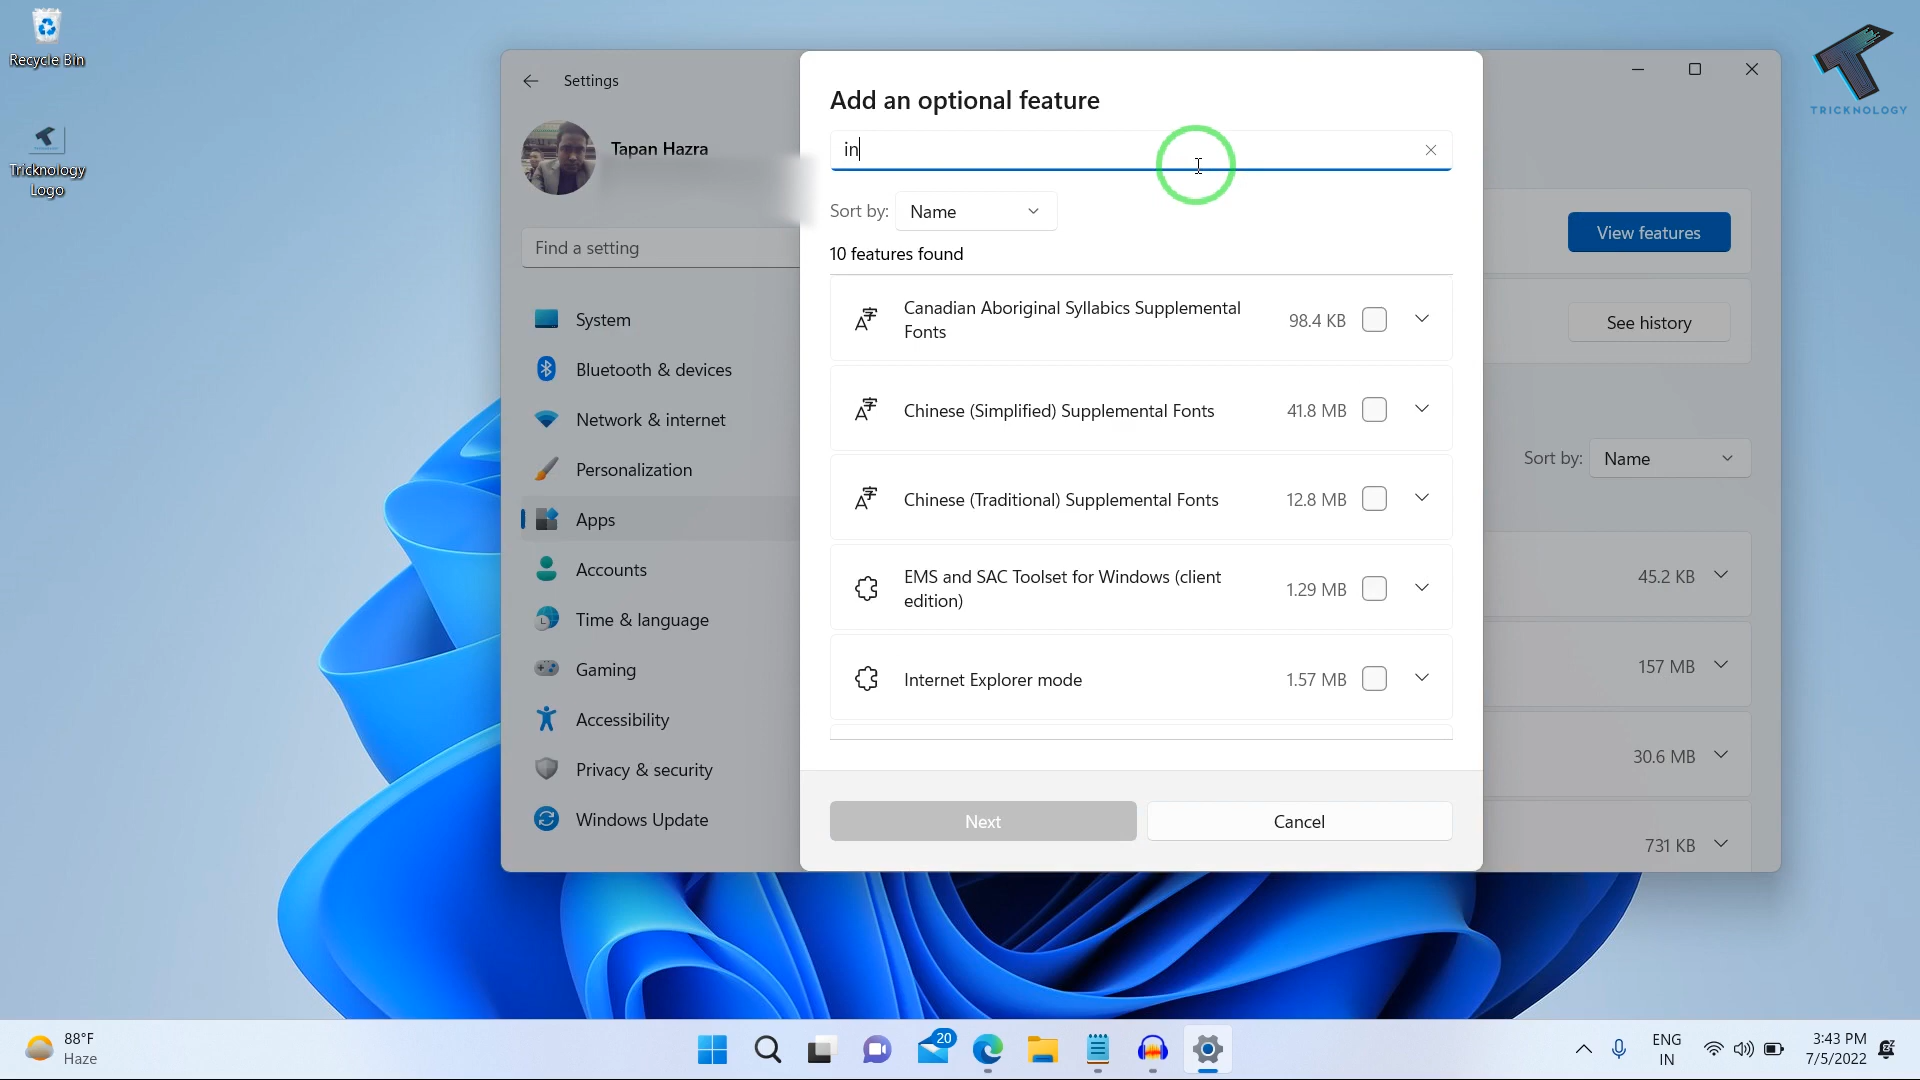 Recycle Bin
Tricknology
Logo
TRICKNOLOGY
Settings
Tapan Hazra
Find a setting
System
Bluetooth & devices
Network & internet
Personalization
Apps
Accounts
Time & language
Gaming
Accessibility
Privacy & security
Windows Update
Add an optional feature
in
Sort by:
Name
10 features found
Canadian Aboriginal Syllabics Supplemental
Fonts
98.4 KB
Chinese (Simplified) Supplemental Fonts
41.8 MB
Chinese (Traditional) Supplemental Fonts
12.8 MB
EMS and SAC Toolset for Windows (client
edition)
1.29 MB
Internet Explorer mode
1.57 MB
Next
Cancel
View features
See history
Sort by:
Name
45.2 KB
157 MB
30.6 MB
731 KB
88°F
Haze
20
ENG
IN
3:43 PM
7/5/2022